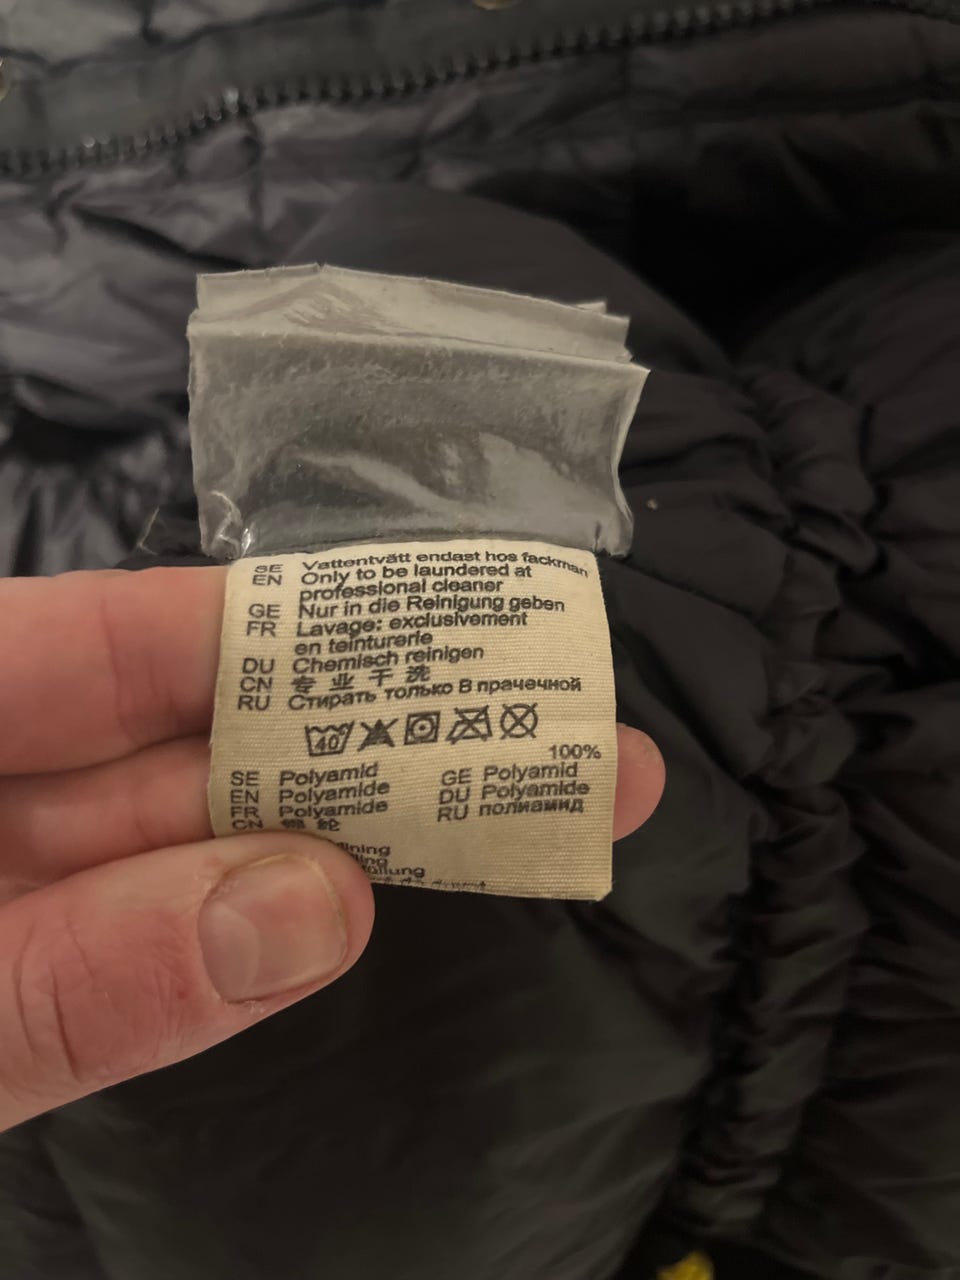 SE Vattentvätt endast hos fackman
EN Only to be laundered at
professional cleaner
GE Nur in die Reinigung geben
FR Lavage: exclusivement
en teinturerie
DU Chemisch reinigen
CN 专 业 干 洗
RU Стирать только В прачечной
40
100%
SE Polyamid GE Polyamid
EN Polyamide DU Polyamide
FR Polyamide RU полиамид
CN 锦 纶